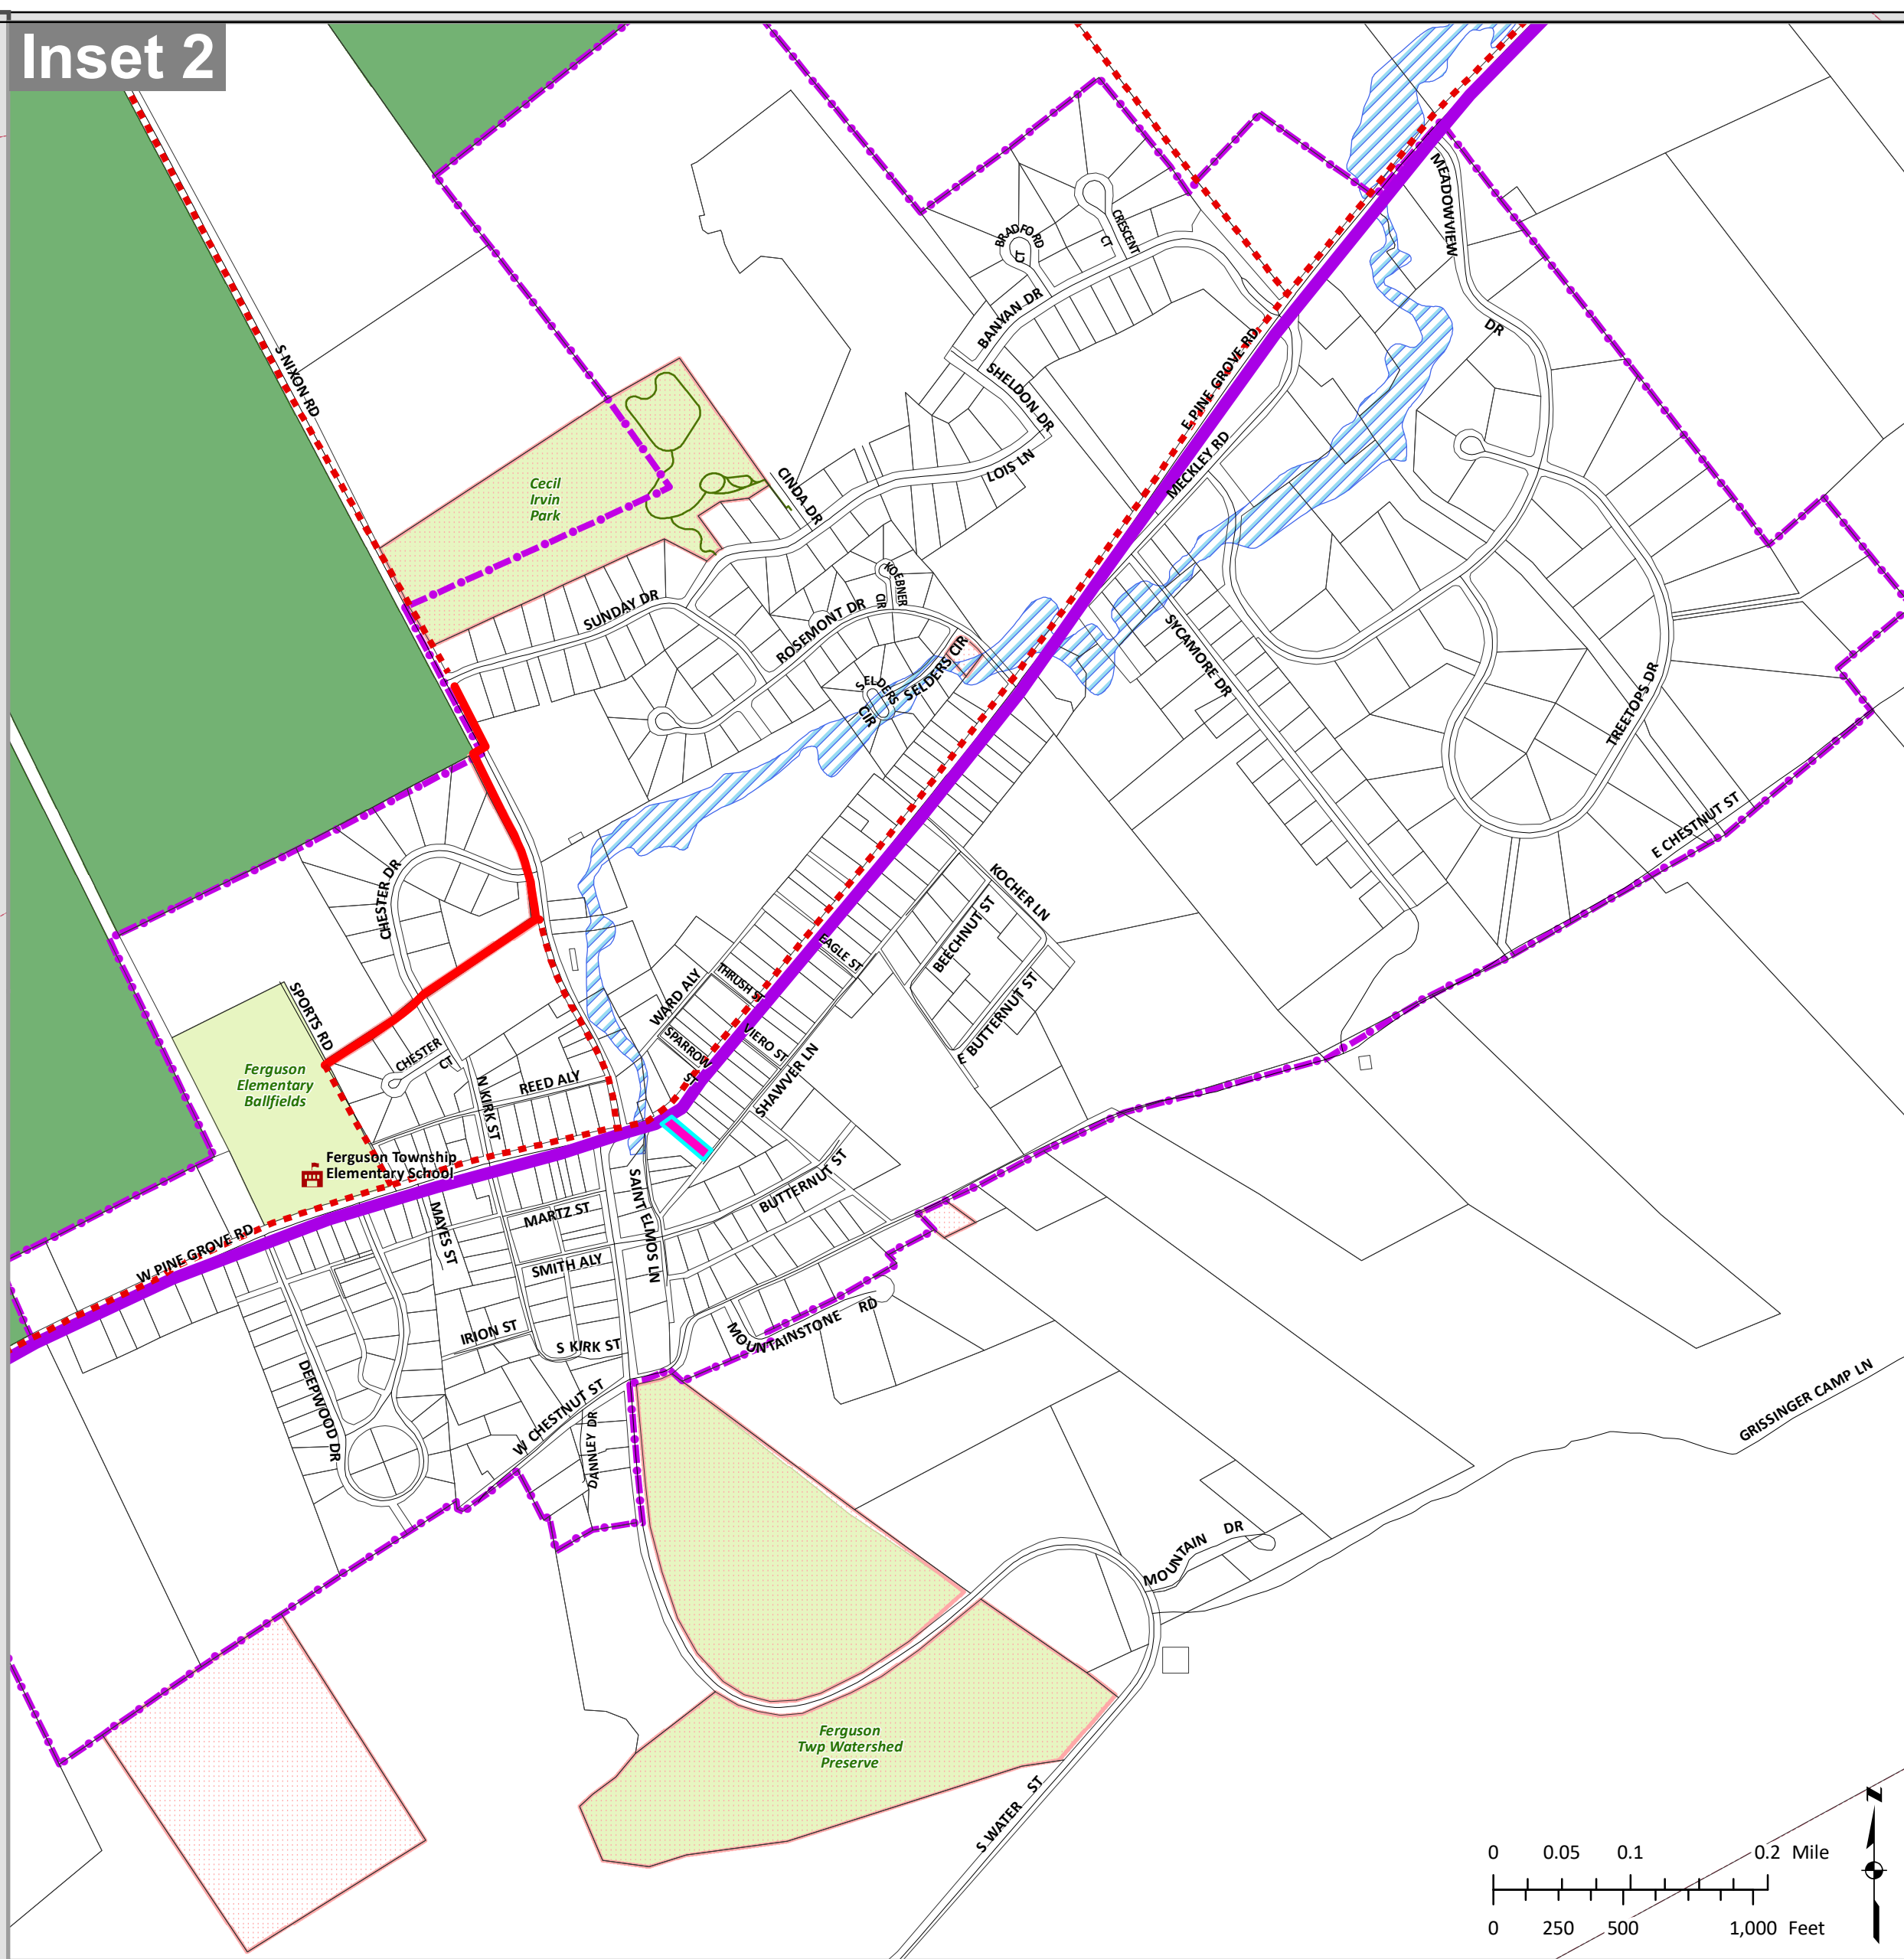 Inset 2
S NIXON RD
MEADOWVIEW
DR
BRADFORD
CT
CRESCENT
CT
BANYAN DR
SHELDON DR
E PINE GROVE RD
MECKLEY RD
LOIS LN
Cecil
Irvin
Park
CINDA DR
SUNDAY DR
ROSEMONT DR
KOEBNER
CIR
SELDERS CIR
SELDERS
CIR
SYCAMORE DR
TREETOPS DR
E CHESTNUT ST
CHESTER DR
KOCHER LN
BEECHNUT ST
E BUTTERNUT ST
EAGLE ST
THRUSH ST
WARD ALY
VIERO ST
SPARROW
ST
SHAWVER LN
SPORTS RD
CHESTER
CT
Ferguson
Elementary
Ballfields
N KIRK ST
REED ALY
Ferguson Township
Elementary School
SAINT ELMOS LN
BUTTERNUT ST
MARTZ ST
MAYES ST
SMITH ALY
W PINE GROVE RD
IRION ST
S KIRK ST
MOUNTAINSTONE RD
DEEPWOOD DR
W CHESTNUT ST
DANNLEY DR
GRISSINGER CAMP LN
MOUNTAIN DR
Ferguson
Twp Watershed
Preserve
S WATER ST
N
0 0.05 0.1 0.2 Mile
0 250 500 1,000 Feet